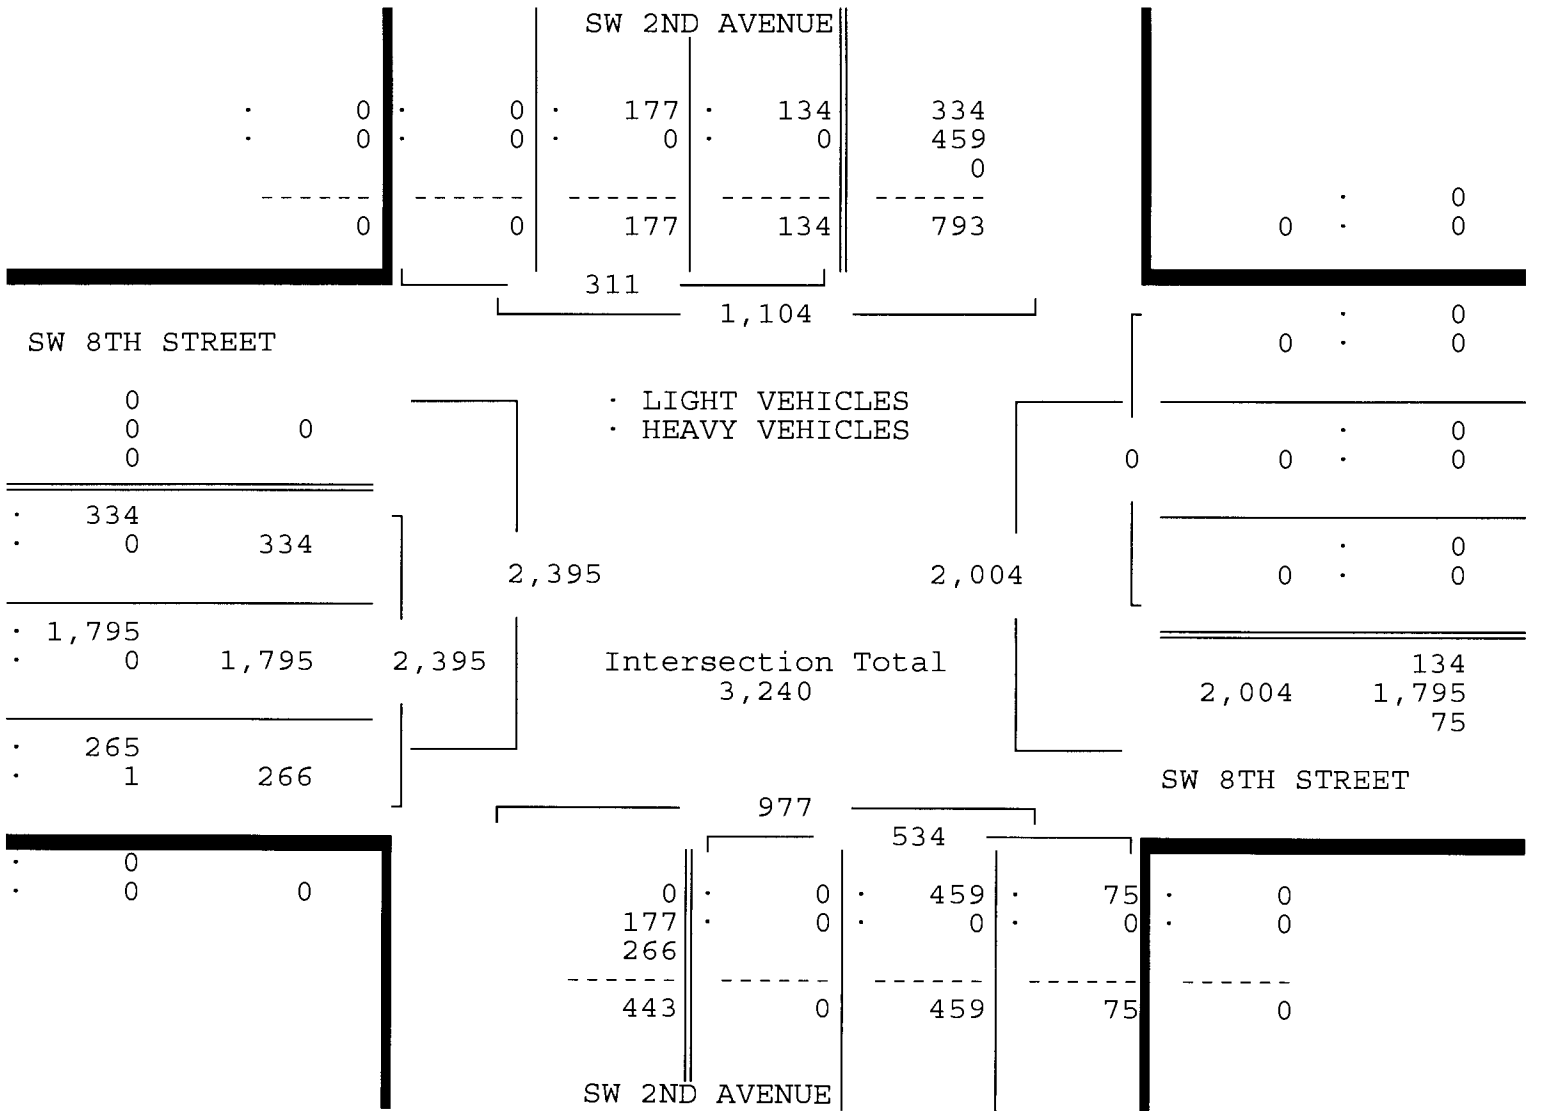 SW 2ND AVENUE
· 0 · 0 · 177 · 134 334
· 0 · 0 · 0 · 0 459
0
------ ------ ------ ------ ------ · 0
0 0 177 134 793 0 · 0
311
1,104 · 0
SW 8TH STREET 0 · 0
0 · LIGHT VEHICLES
0 0 · HEAVY VEHICLES · 0
0 0 0 · 0
· 334
· 0 334 · 0
2,395 2,004 0 · 0
· 1,795
· 0 1,795 2,395 Intersection Total 134
3,240 2,004 1,795
75
· 265
· 1 266 SW 8TH STREET
977
534
· 0
· 0 0 0 · 0 · 459 · 75 · 0
177 · 0 · 0 · 0 · 0
266
------ ------ ------ ------ ------
443 0 459 75 0
SW 2ND AVENUE